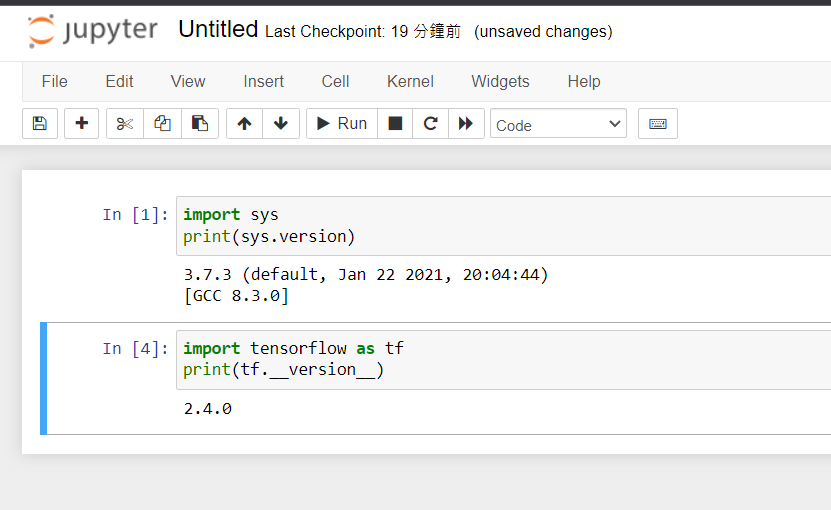 jupyter Untitled Last Checkpoint: 19 分鐘前 (unsaved changes)
File Edit View Insert Cell Kernel Widgets Help
Run Code
In [1]: import sys
print(sys.version)
3.7.3 (default, Jan 22 2021, 20:04:44)
[GCC 8.3.0]
In [4]: import tensorflow as tf
print(tf.__version__)
2.4.0